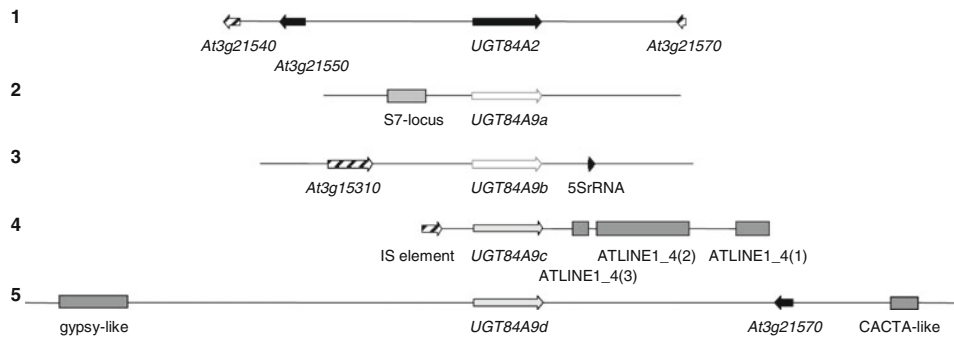 1
At3g21540
At3g21550
UGT84A2
At3g21570
2
S7-locus
UGT84A9a
3
At3g15310
UGT84A9b
5SrRNA
4
IS element
UGT84A9c
ATLINE1_4(3)
ATLINE1_4(2)
ATLINE1_4(1)
5
gypsy-like
UGT84A9d
At3g21570
CACTA-like